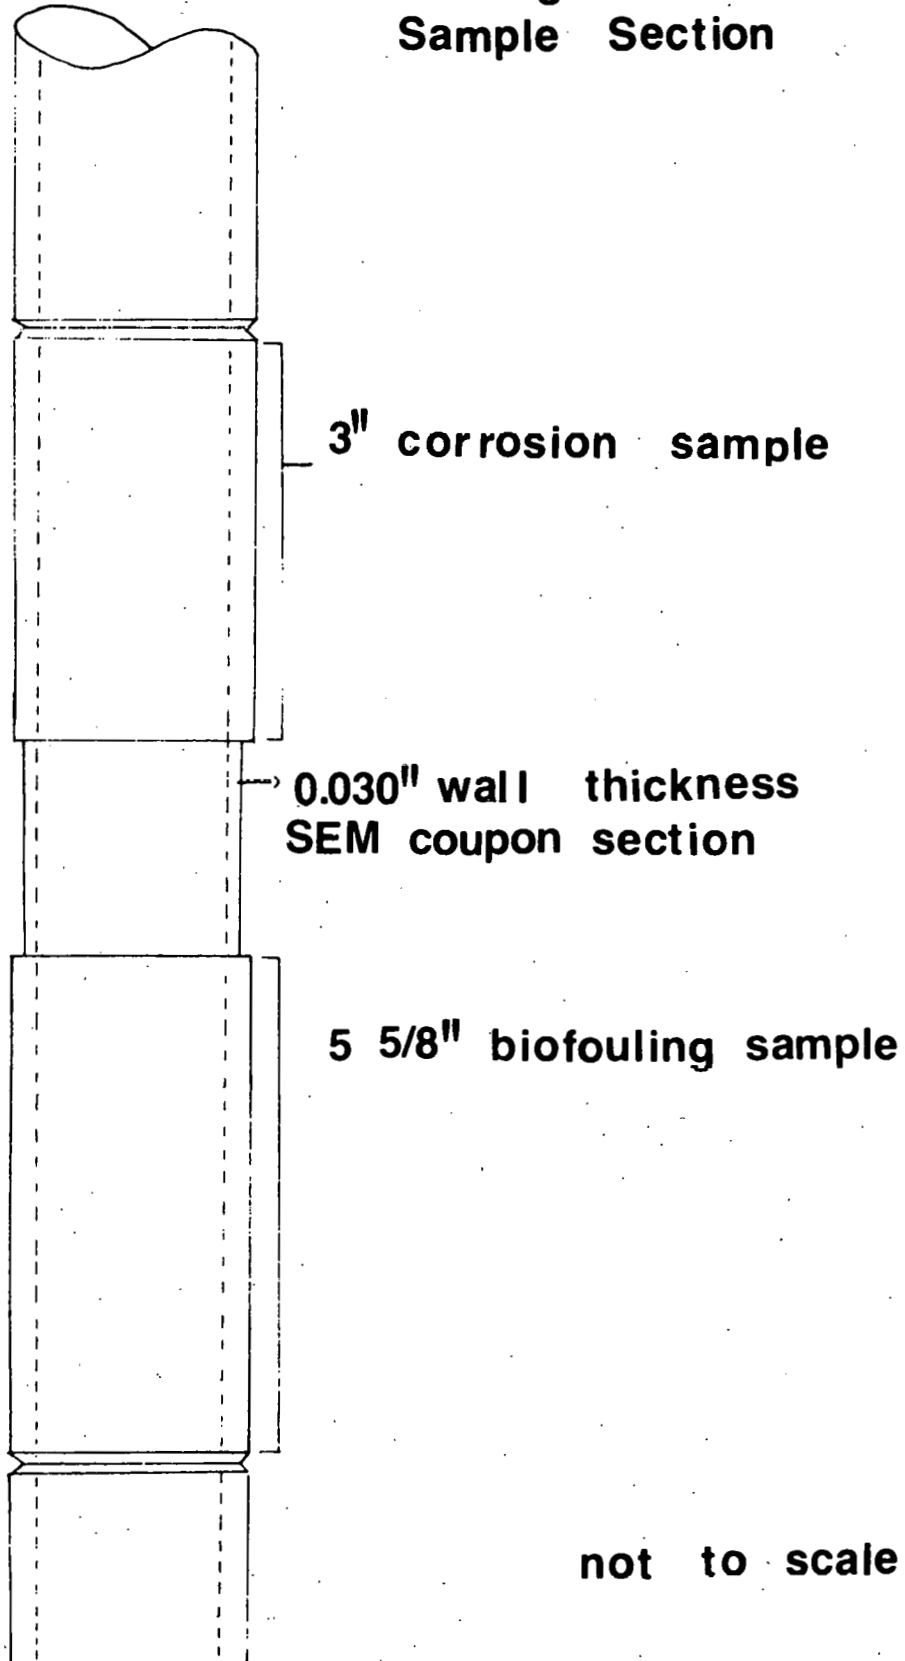 Sample Section
3" corrosion sample
0.030" wall thickness
SEM coupon section
5 5/8" biofouling sample
not to scale